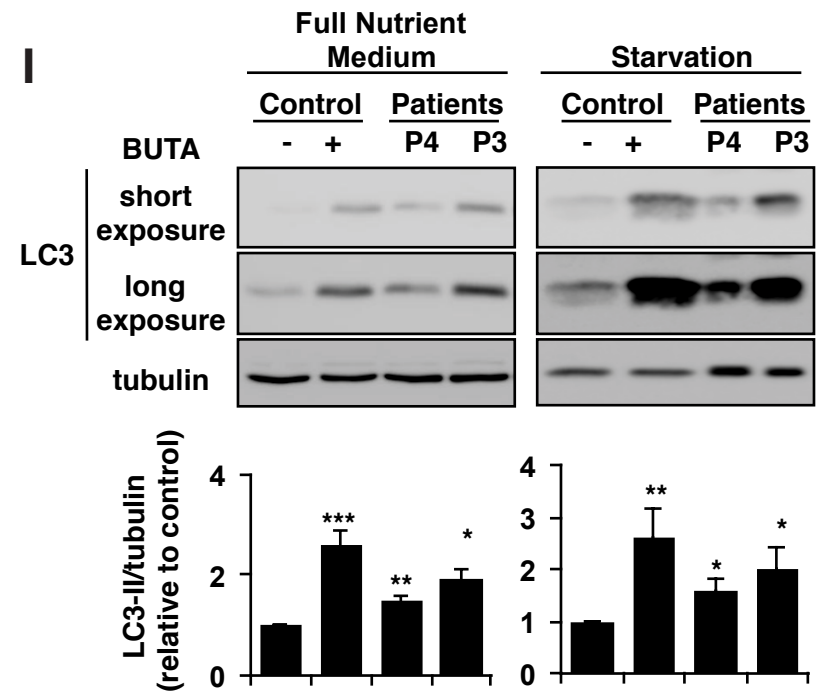 I
Full Nutrient
Medium
Starvation
Control Patients
Control Patients
BUTA - + P4 P3
- + P4 P3
LC3
short
exposure
long
exposure
tubulin
LC3-II/tubulin
(relative to control)
4
2
0
***
**
*
4
3
2
1
0
**
*
*